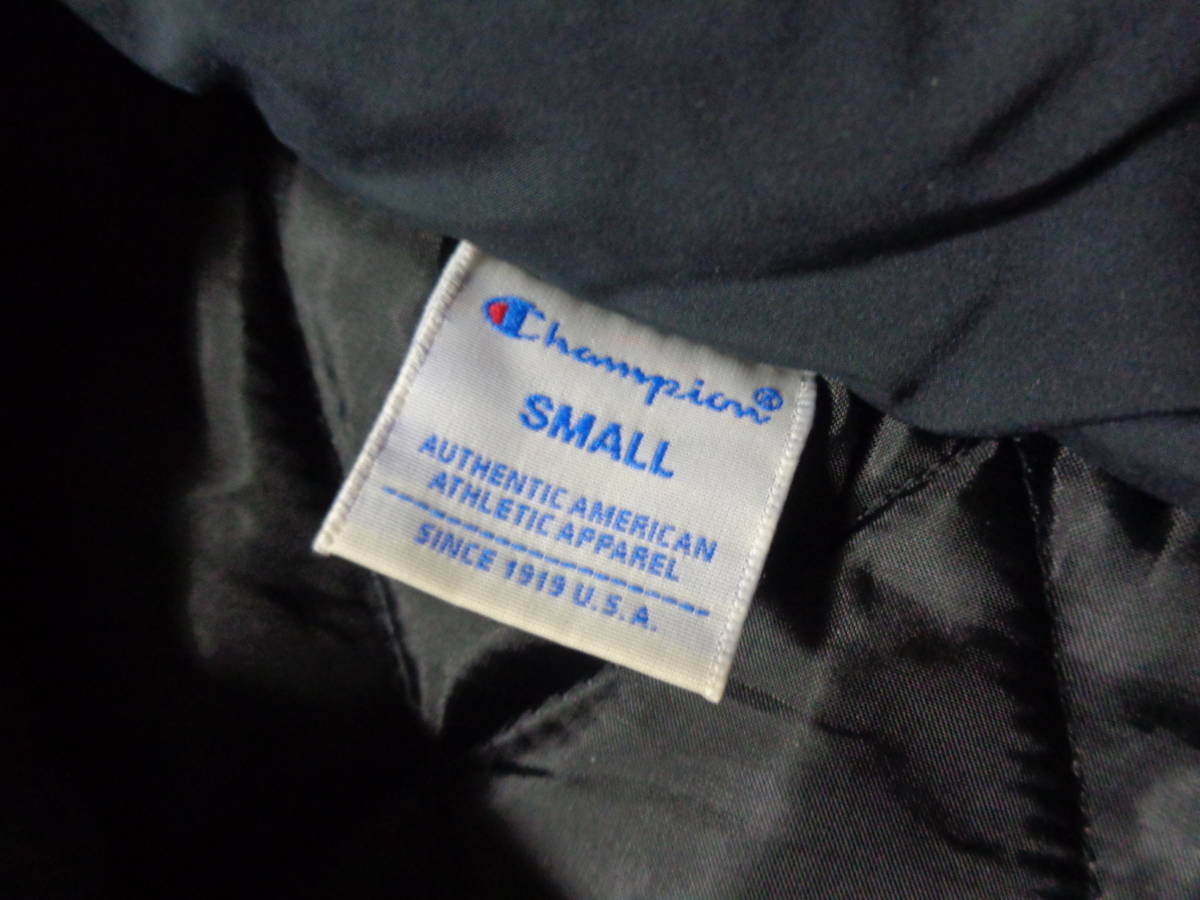 Champion®
SMALL
AUTHENTIC AMERICAN
ATHLETIC APPAREL
SINCE 1919 U.S.A.